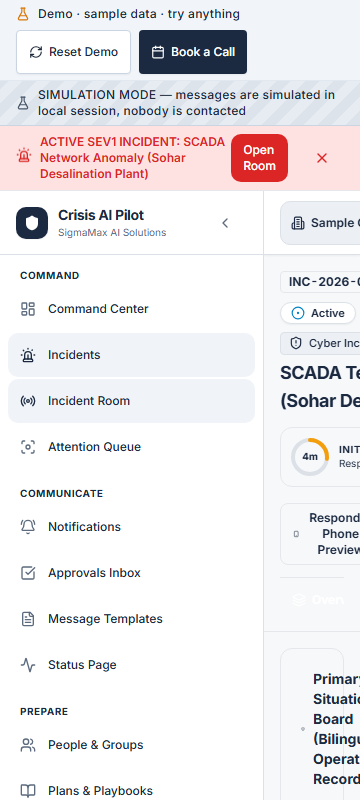 Demo · sample data · try anything
Reset Demo
Book a Call
SIMULATION MODE — messages are simulated in
local session, nobody is contacted
ACTIVE SEV1 INCIDENT: SCADA
Network Anomaly (Sohar
Desalination Plant)
Open
Room
Crisis AI Pilot
SigmaMax AI Solutions
Sample
COMMAND
Command Center
Incidents
Incident Room
Attention Queue
COMMUNICATE
Notifications
Approvals Inbox
Message Templates
Status Page
PREPARE
People & Groups
Plans & Playbooks
INC-2026-0
Active
Cyber Inc
SCADA Te
(Sohar De
4m
INIT
Resp
Respond
Phone
Preview
Overv
Primary
Situatio
Board
(Bilingu
Operat
Record